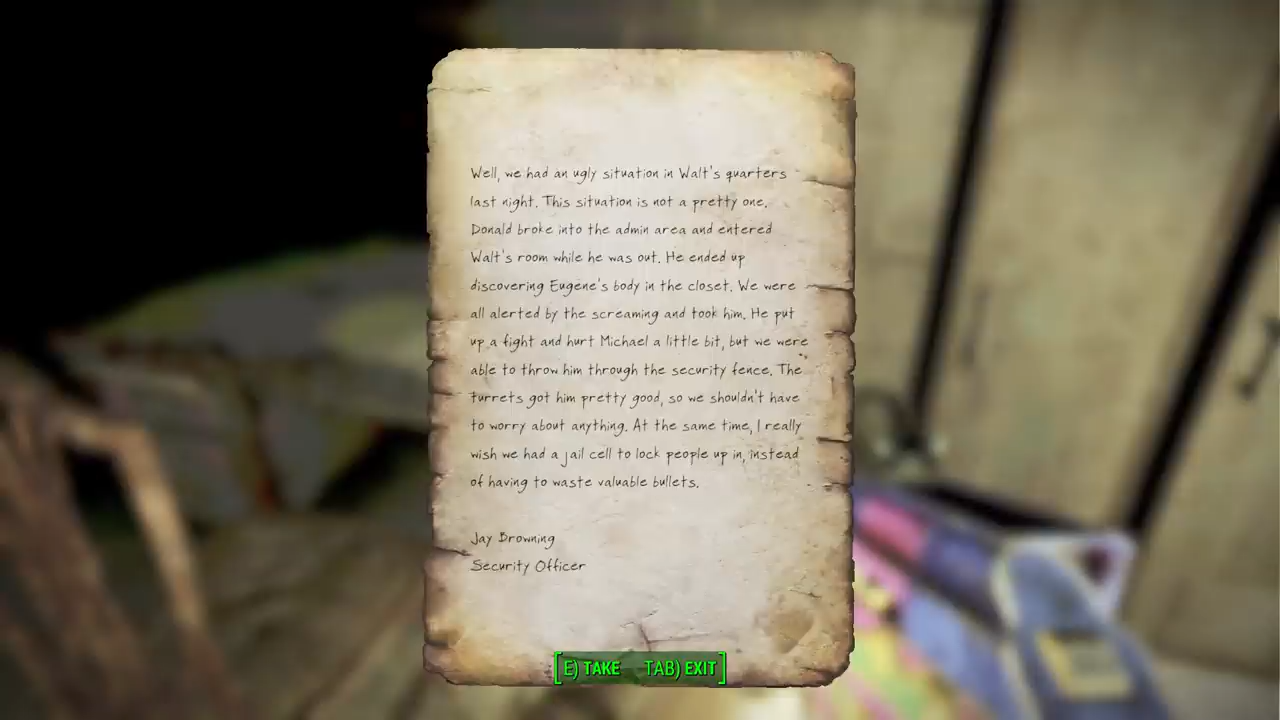 Well, we had an ugly situation in Walt's quarters
last night. This situation is not a pretty one.
Donald broke into the admin area and entered
Walt's room while he was out. He ended up
discovering Eugene's body in the closet. We were
all alerted by the screaming and took him. He put
up a fight and hurt Michael a little bit, but we were
able to throw him through the security fence. The
turrets got him pretty good, so we shouldn't have
to worry about anything. At the same time, I really
wish we had a jail cell to lock people up in, instead
of having to waste valuable bullets.
Jay Browning
Security Officer
E) TAKE TAB) EXIT